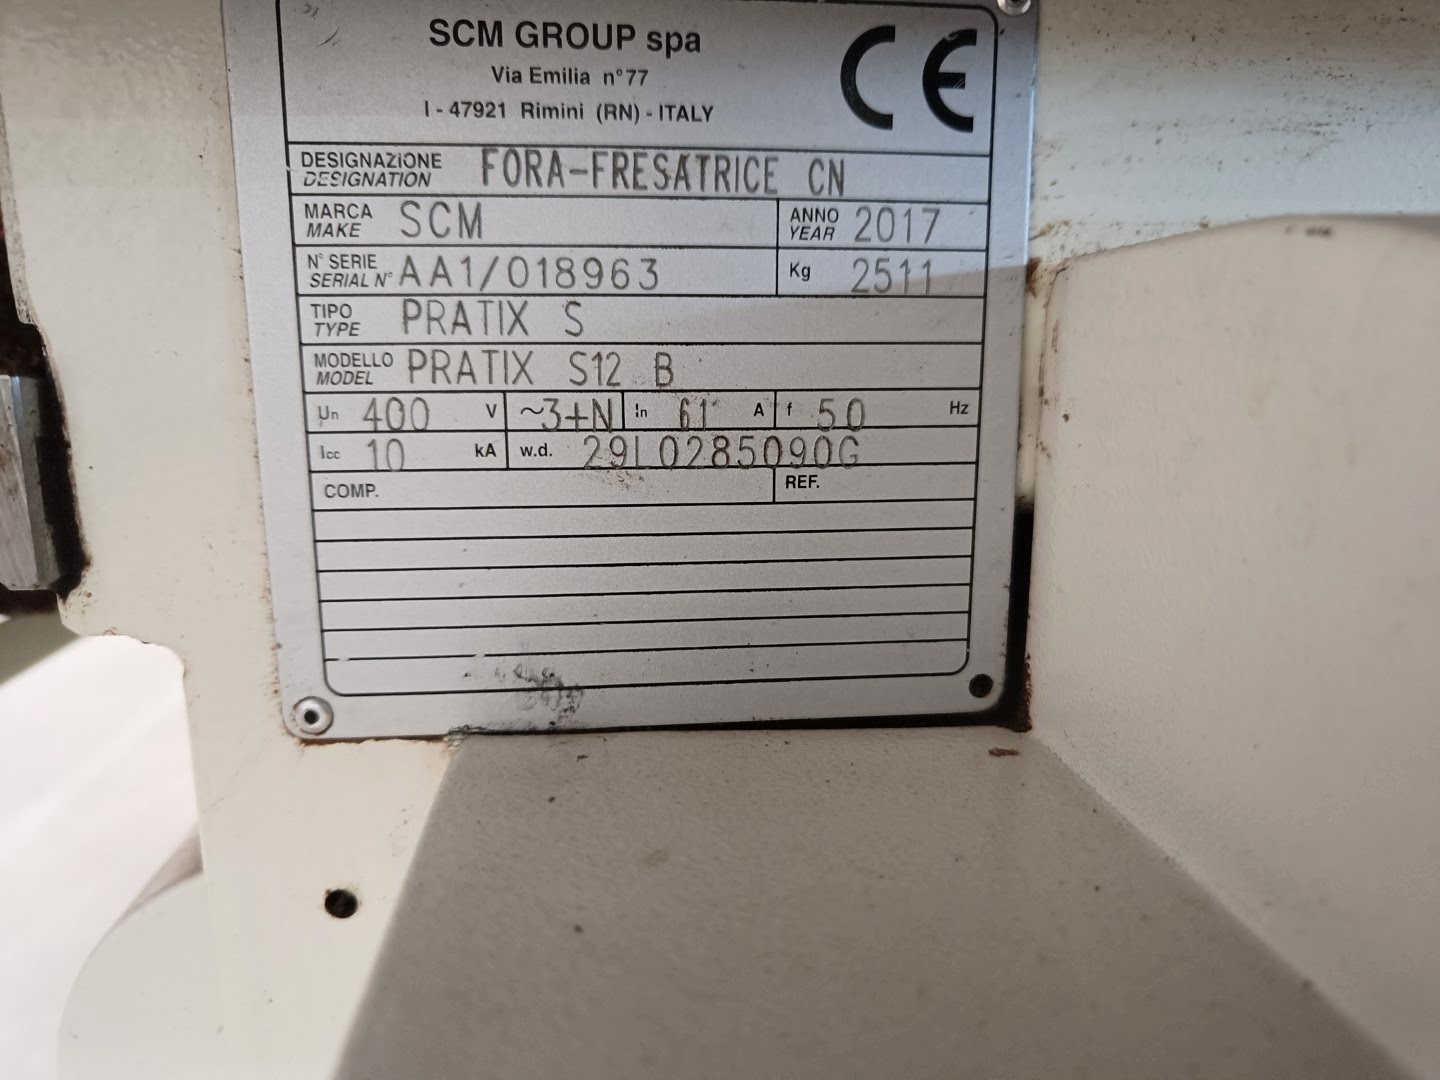 SCM GROUP spa
Via Emilia n°77
I - 47921 Rimini (RN) - ITALY
CE
DESIGNAZIONE FORA-FRESATRICE CN
DESIGNATION
MARCA SCM ANNO 2017
MAKE YEAR
N° SERIE AA1/018963 Kg 2511
SERIAL N°
TIPO PRATIX S
TYPE
MODELLO PRATIX S12 B
MODEL
Un 400 V ~3+N In 61 A f 50 Hz
Icc 10 kA w.d. 29L0285090G
COMP. REF.